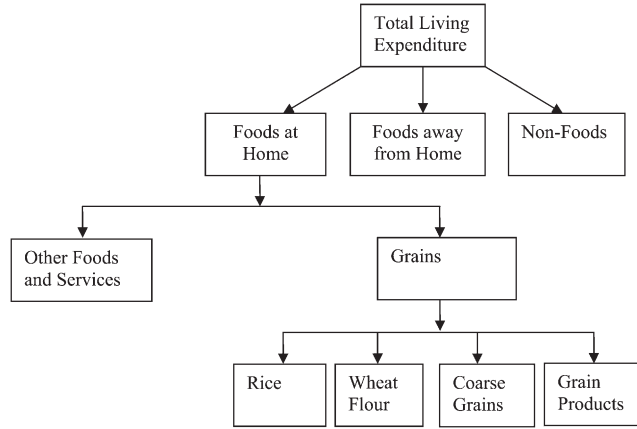 Total Living
Expenditure
Foods at
Home
Foods away
from Home
Non-Foods
Other Foods
and Services
Grains
Rice
Wheat
Flour
Coarse
Grains
Grain
Products